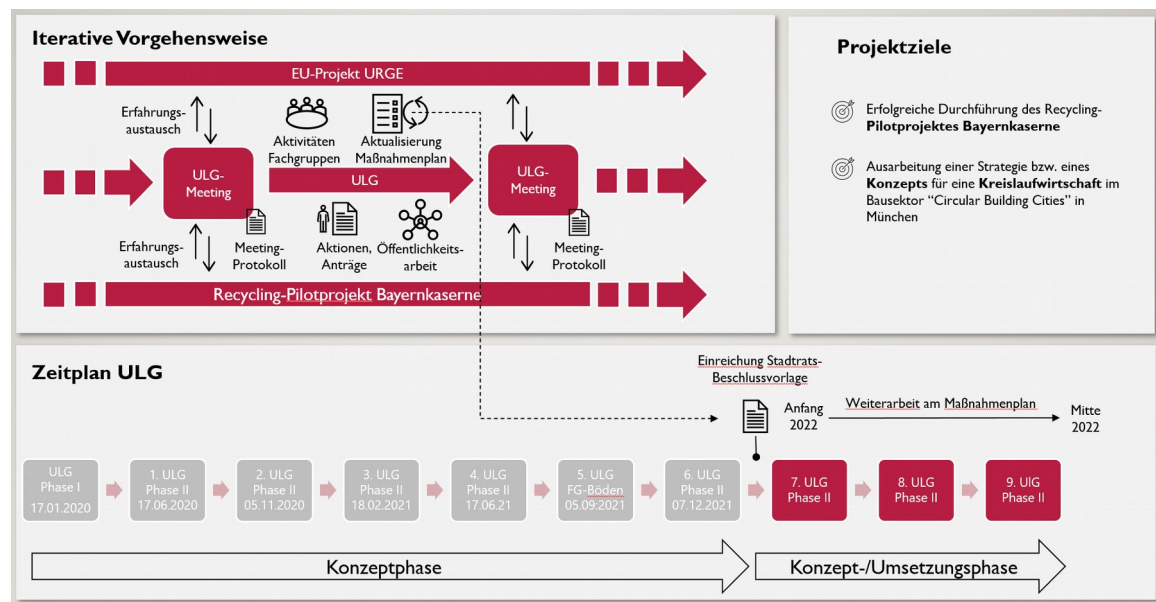 Iterative Vorgehensweise
EU-Projekt URGE
Erfahrungs-
austausch
Aktivitäten
Fachgruppen
Aktualisierung
Maßnahmenplan
ULG-
Meeting
ULG
ULG-
Meeting
Erfahrungs-
austausch
Meeting-
Protokoll
Aktionen,
Anträge
Öffentlichkeits-
arbeit
Meeting-
Protokoll
Recycling-Pilotprojekt Bayernkaserne
Projektziele
Erfolgreiche Durchführung des Recycling-
Pilotprojektes Bayernkaserne
Ausarbeitung einer Strategie bzw. eines
Konzepts für eine Kreislaufwirtschaft im
Bausektor “Circular Building Cities” in
München
Zeitplan ULG
Einreichung Stadtrats-
Beschlussvorlage
Anfang
2022
Weiterarbeit am Maßnahmenplan
Mitte
2022
ULG
Phase I
17.01.2020
1. ULG
Phase II
17.06.2020
2. ULG
Phase II
05.11.2020
3. ULG
Phase II
18.02.2021
4. ULG
Phase II
17.06.21
5. ULG
FG-Böden
05.09.2021
6. ULG
Phase II
07.12.2021
7. ULG
Phase II
8. ULG
Phase II
9. UlG
Phase II
Konzeptphase
Konzept-/Umsetzungsphase